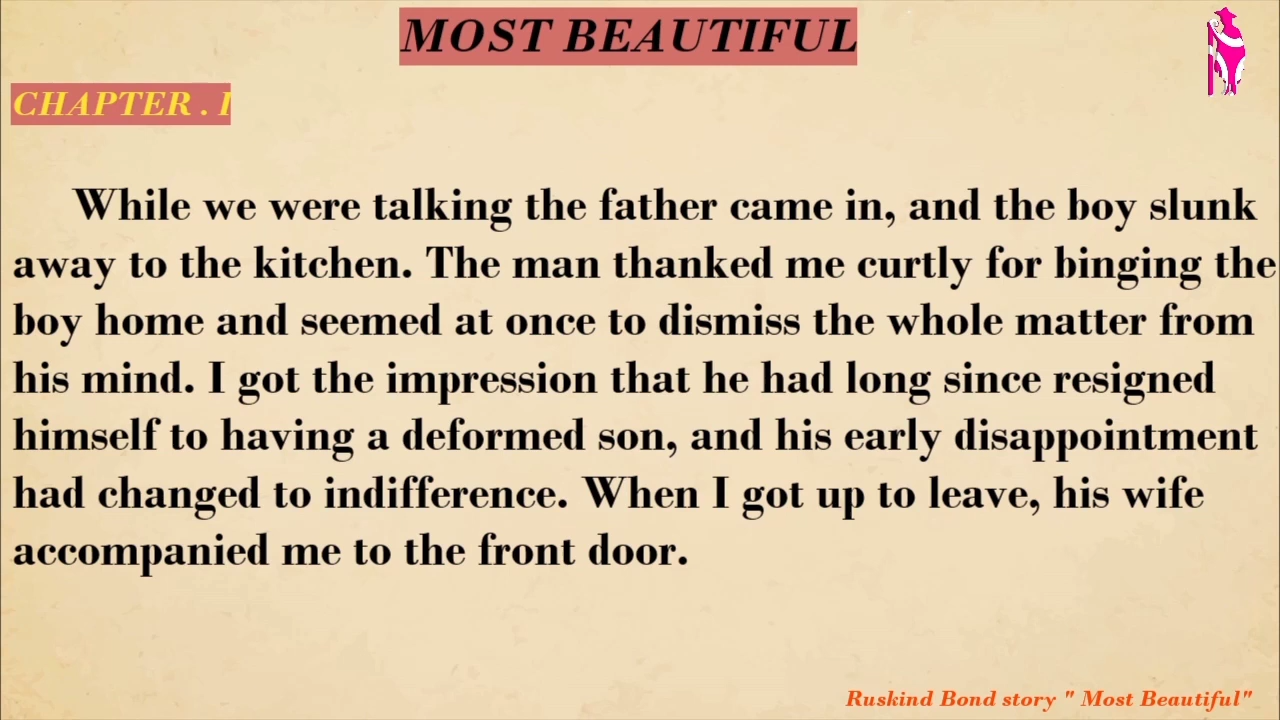 MOST BEAUTIFUL
CHAPTER . I
While we were talking the father came in, and the boy slunk
away to the kitchen. The man thanked me curtly for binging the
boy home and seemed at once to dismiss the whole matter from
his mind. I got the impression that he had long since resigned
himself to having a deformed son, and his early disappointment
had changed to indifference. When I got up to leave, his wife
accompanied me to the front door.
Ruskind Bond story " Most Beautiful"